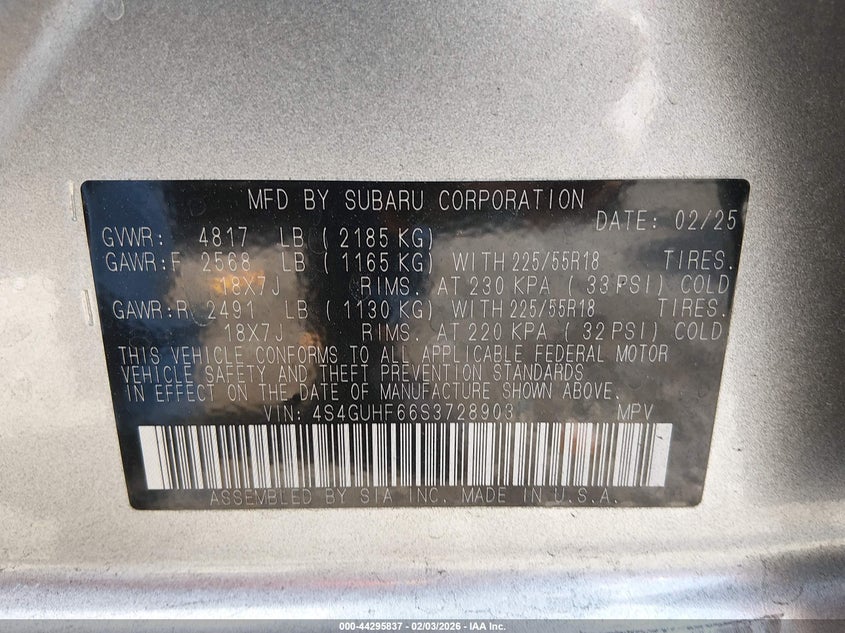 MFD BY SUBARU CORPORATION
DATE: 02/25
GVWR: 4817 LB ( 2185 KG)
GAWR:F 2568 LB ( 1165 KG) WITH 225/55R18 TIRES.
18X7J RIMS. AT 230 KPA ( 33 PSI) COLD
GAWR:R 2491 LB ( 1130 KG) WITH 225/55R18 TIRES.
18X7J RIMS. AT 220 KPA ( 32 PSI) COLD
THIS VEHICLE CONFORMS TO ALL APPLICABLE FEDERAL MOTOR
VEHICLE SAFETY AND THEFT PREVENTION STANDARDS
IN EFFECT ON THE DATE OF MANUFACTURE SHOWN ABOVE.
VIN: 4S4GUHF66S3728903 MPV
ASSEMBLED BY SIA INC. MADE IN U.S.A.
000-44295837 - 02/03/2026 - IAA Inc.